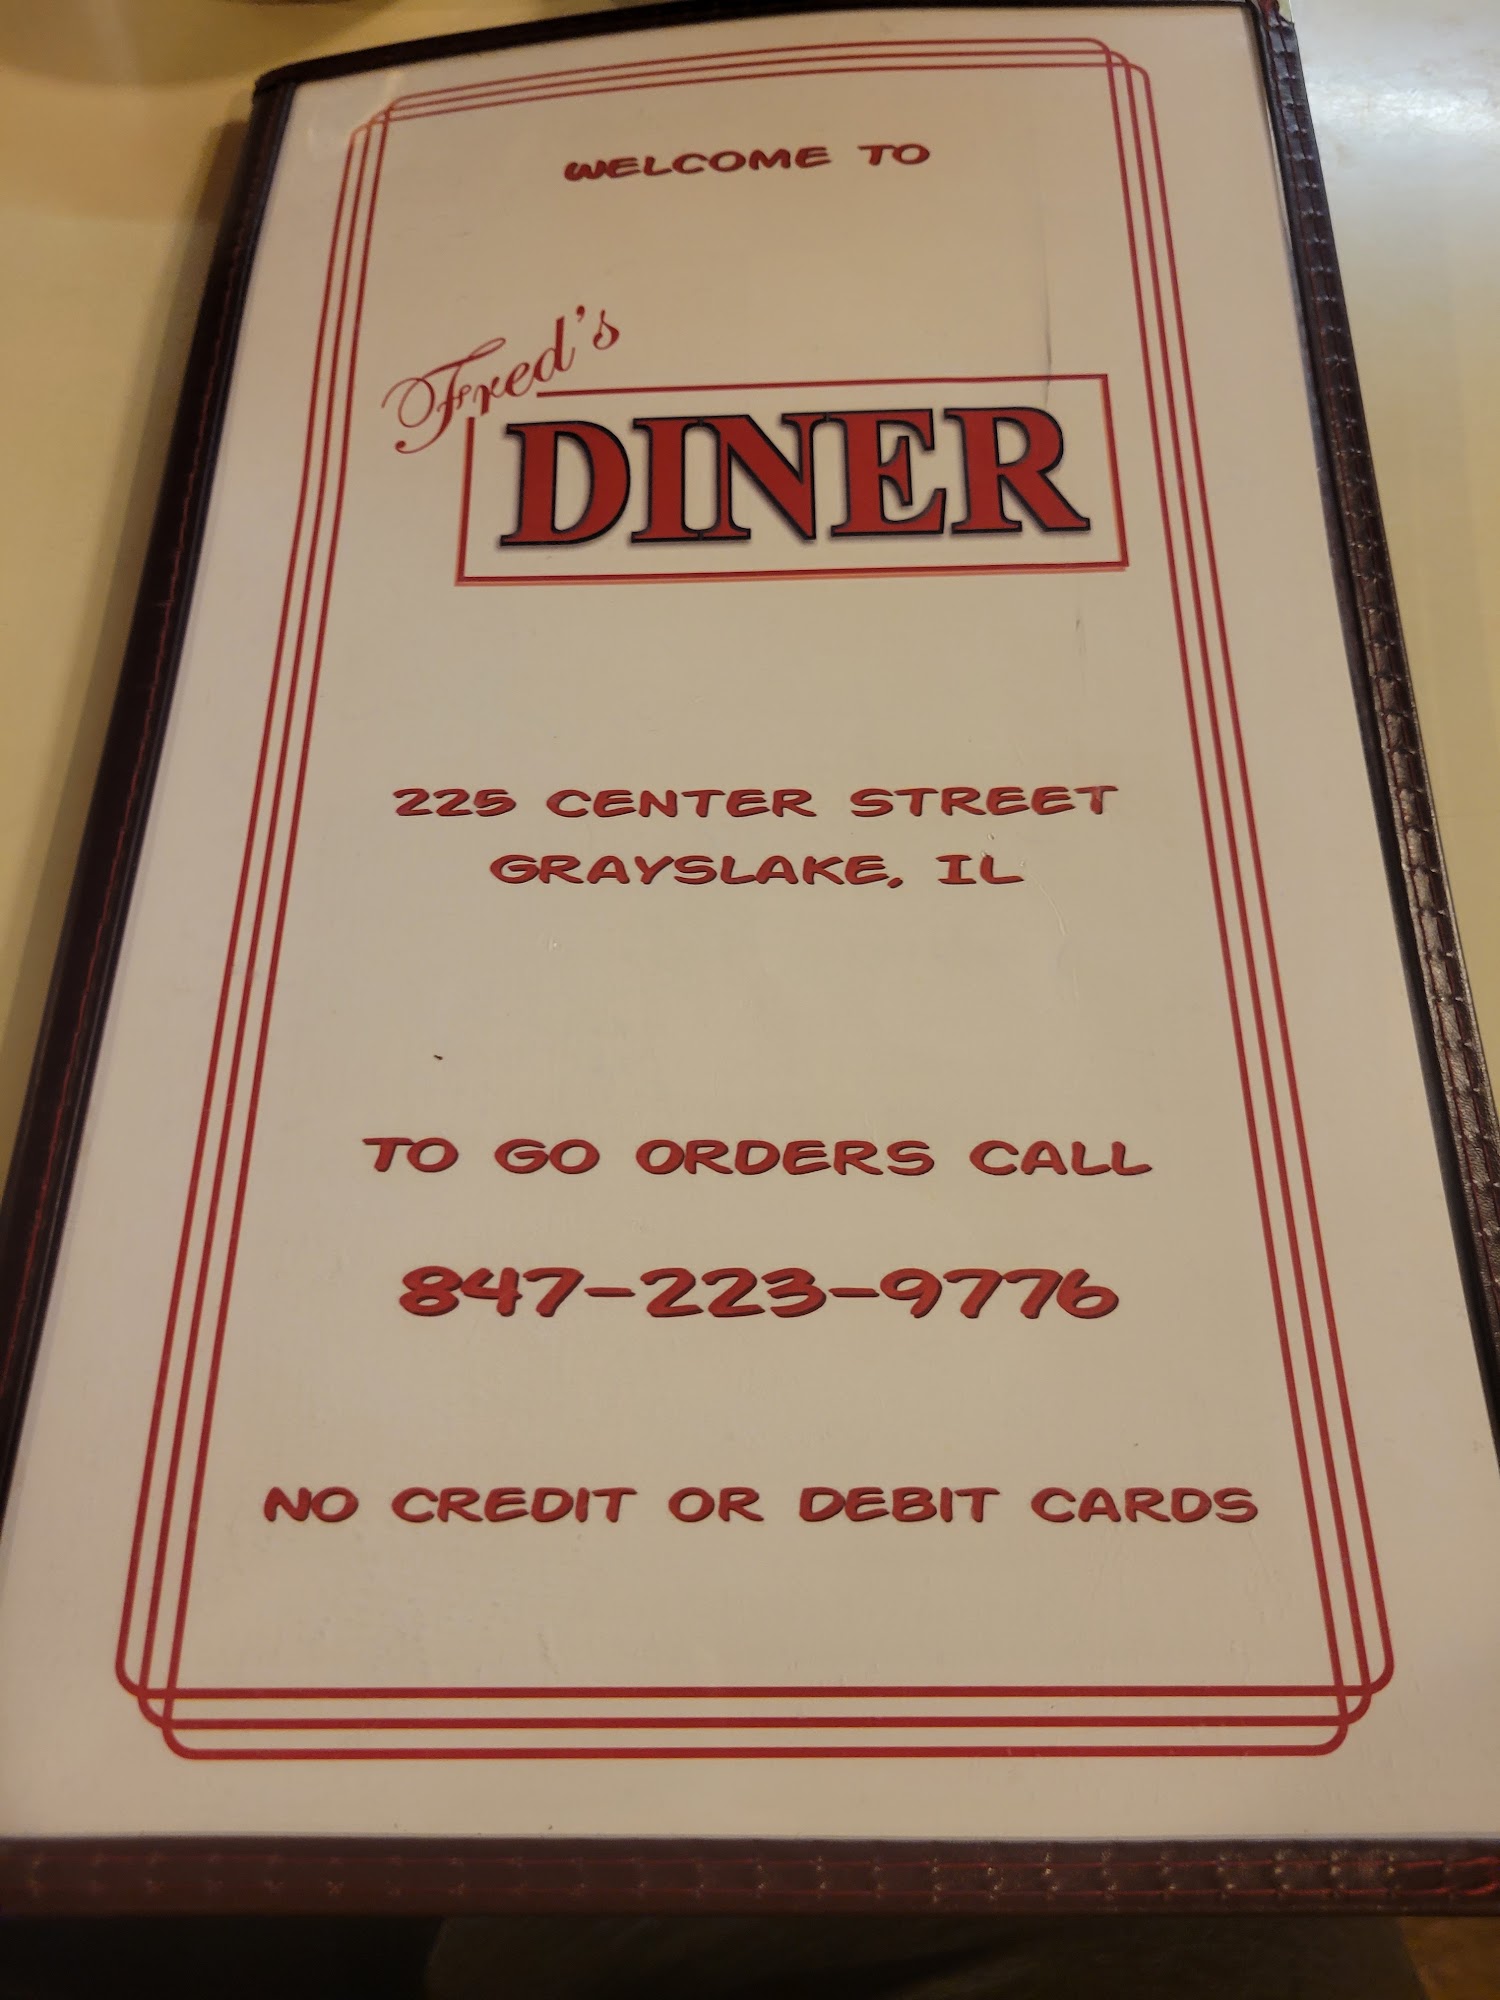 WELCOME TO
Fred's
DINER
225 CENTER STREET
GRAYSLAKE, IL
TO GO ORDERS CALL
847-223-9776
NO CREDIT OR DEBIT CARDS